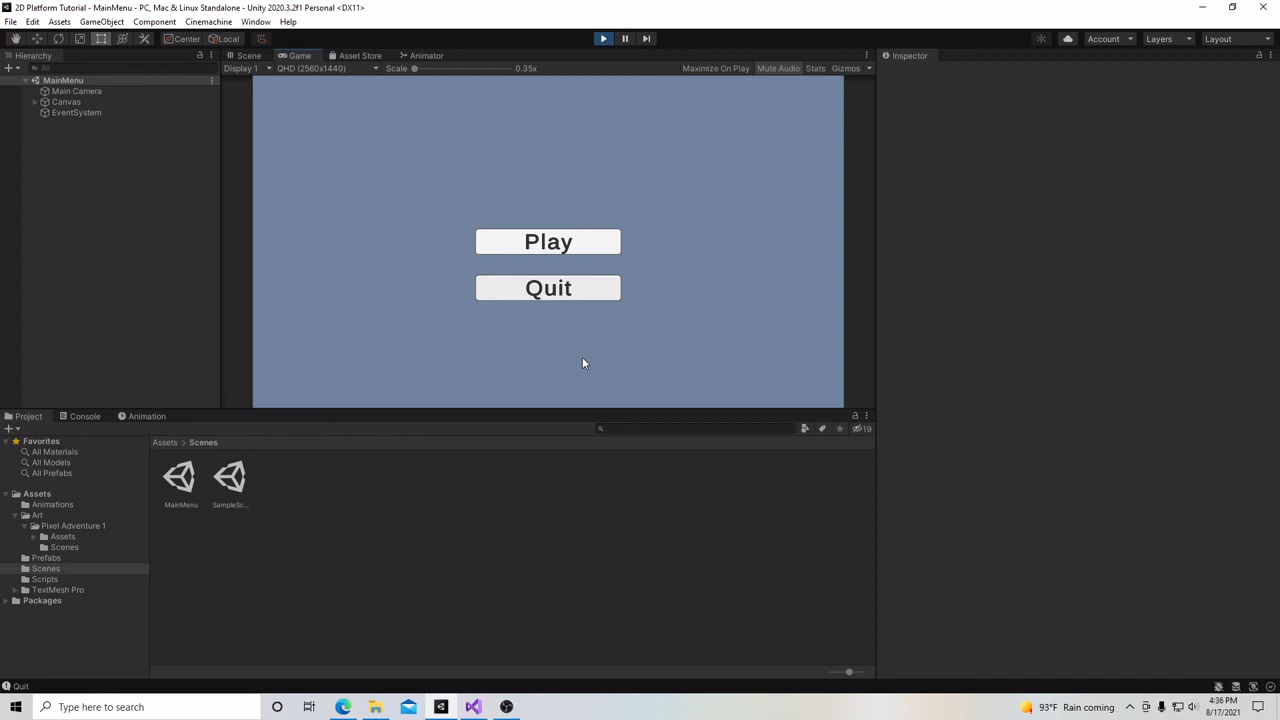 2D Platform Tutorial - MainMenu - PC, Mac & Linux Standalone - Unity 2020.3.2f1 Personal <DX11>
File Edit Assets GameObject Component Cinemachine Window Help
Center Local Account Layers Layout
Hierarchy Scene Game Asset Store Animator Inspector
All Display 1 QHD (2560x1440) Scale 0.35x Maximize On Play Mute Audio Stats Gizmos
MainMenu
Main Camera
Canvas
EventSystem
Play
Quit
Project Console Animation
19
Favorites
Assets > Scenes
All Materials
All Models
All Prefabs
Assets
Animations
MainMenu SampleSc...
Art
Pixel Adventure 1
Assets
Scenes
Prefabs
Scenes
Scripts
TextMesh Pro
Packages
Quit
Type here to search
93°F Rain coming
4:36 PM
8/17/2021